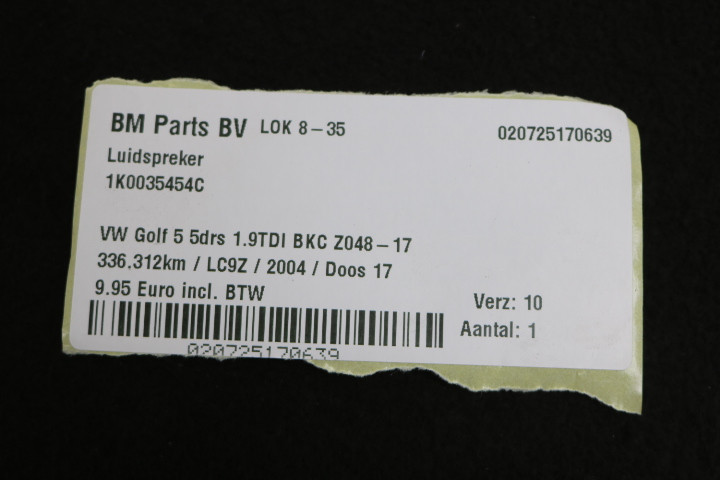 BM Parts BV LOK 8-35 020725170639
Luidspreker
1K0035454C
VW Golf 5 5drs 1.9TDI BKC Z048-17
336,312km / LC9Z / 2004 / Doos 17
9.95 Euro incl. BTW
Verz: 10
Aantal: 1
020725170639